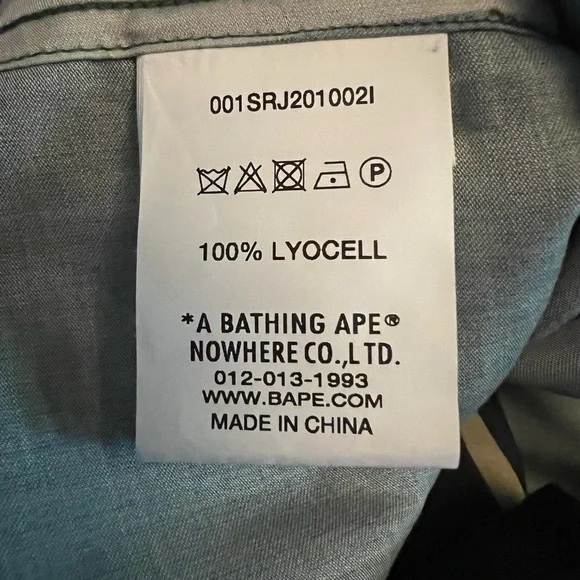 001SRJ201002I
P
100% LYOCELL
*A BATHING APE®
NOWHERE CO.,LTD.
012-013-1993
WWW.BAPE.COM
MADE IN CHINA